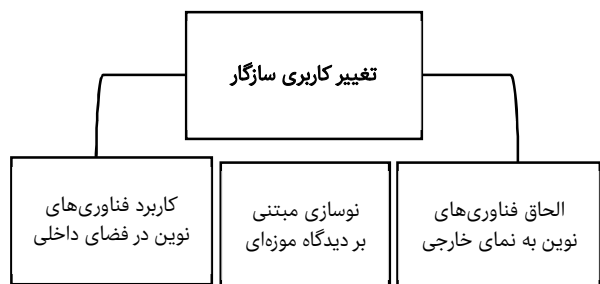 تغییر کاربری سازگار
الحاق فناوری‌های
نوین به نمای خارجی
نوسازی مبتنی
بر دیدگاه موزه‌ای
کاربرد فناوری‌های
نوین در فضای داخلی